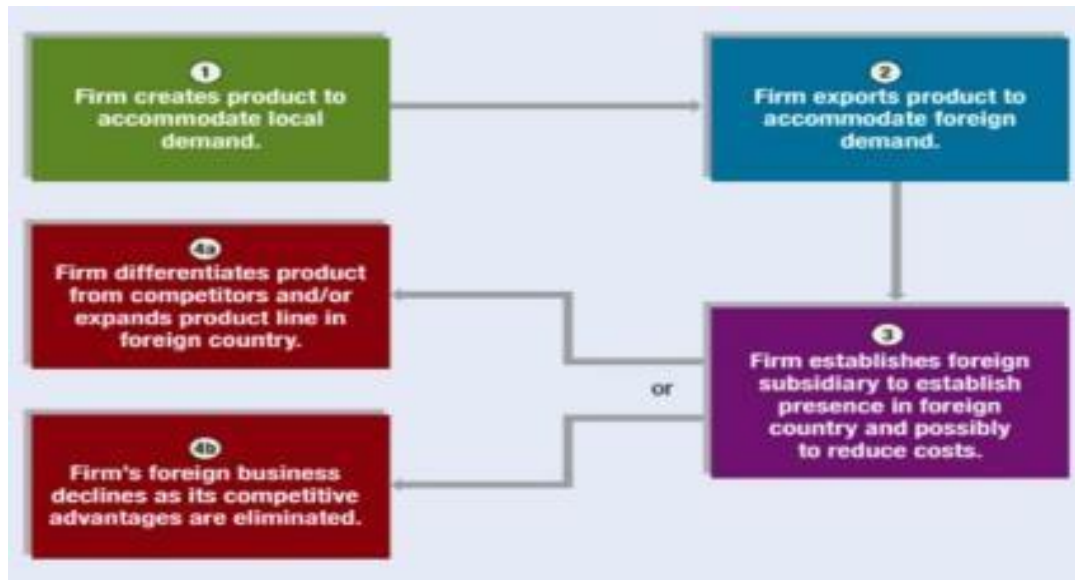 1
Firm creates product to
accommodate local
demand.
2
Firm exports product to
accommodate foreign
demand.
3
Firm establishes foreign
subsidiary to establish
presence in foreign
country and possibly
to reduce costs.
or
4a
Firm differentiates product
from competitors and/or
expands product line in
foreign country.
4b
Firm's foreign business
declines as its competitive
advantages are eliminated.